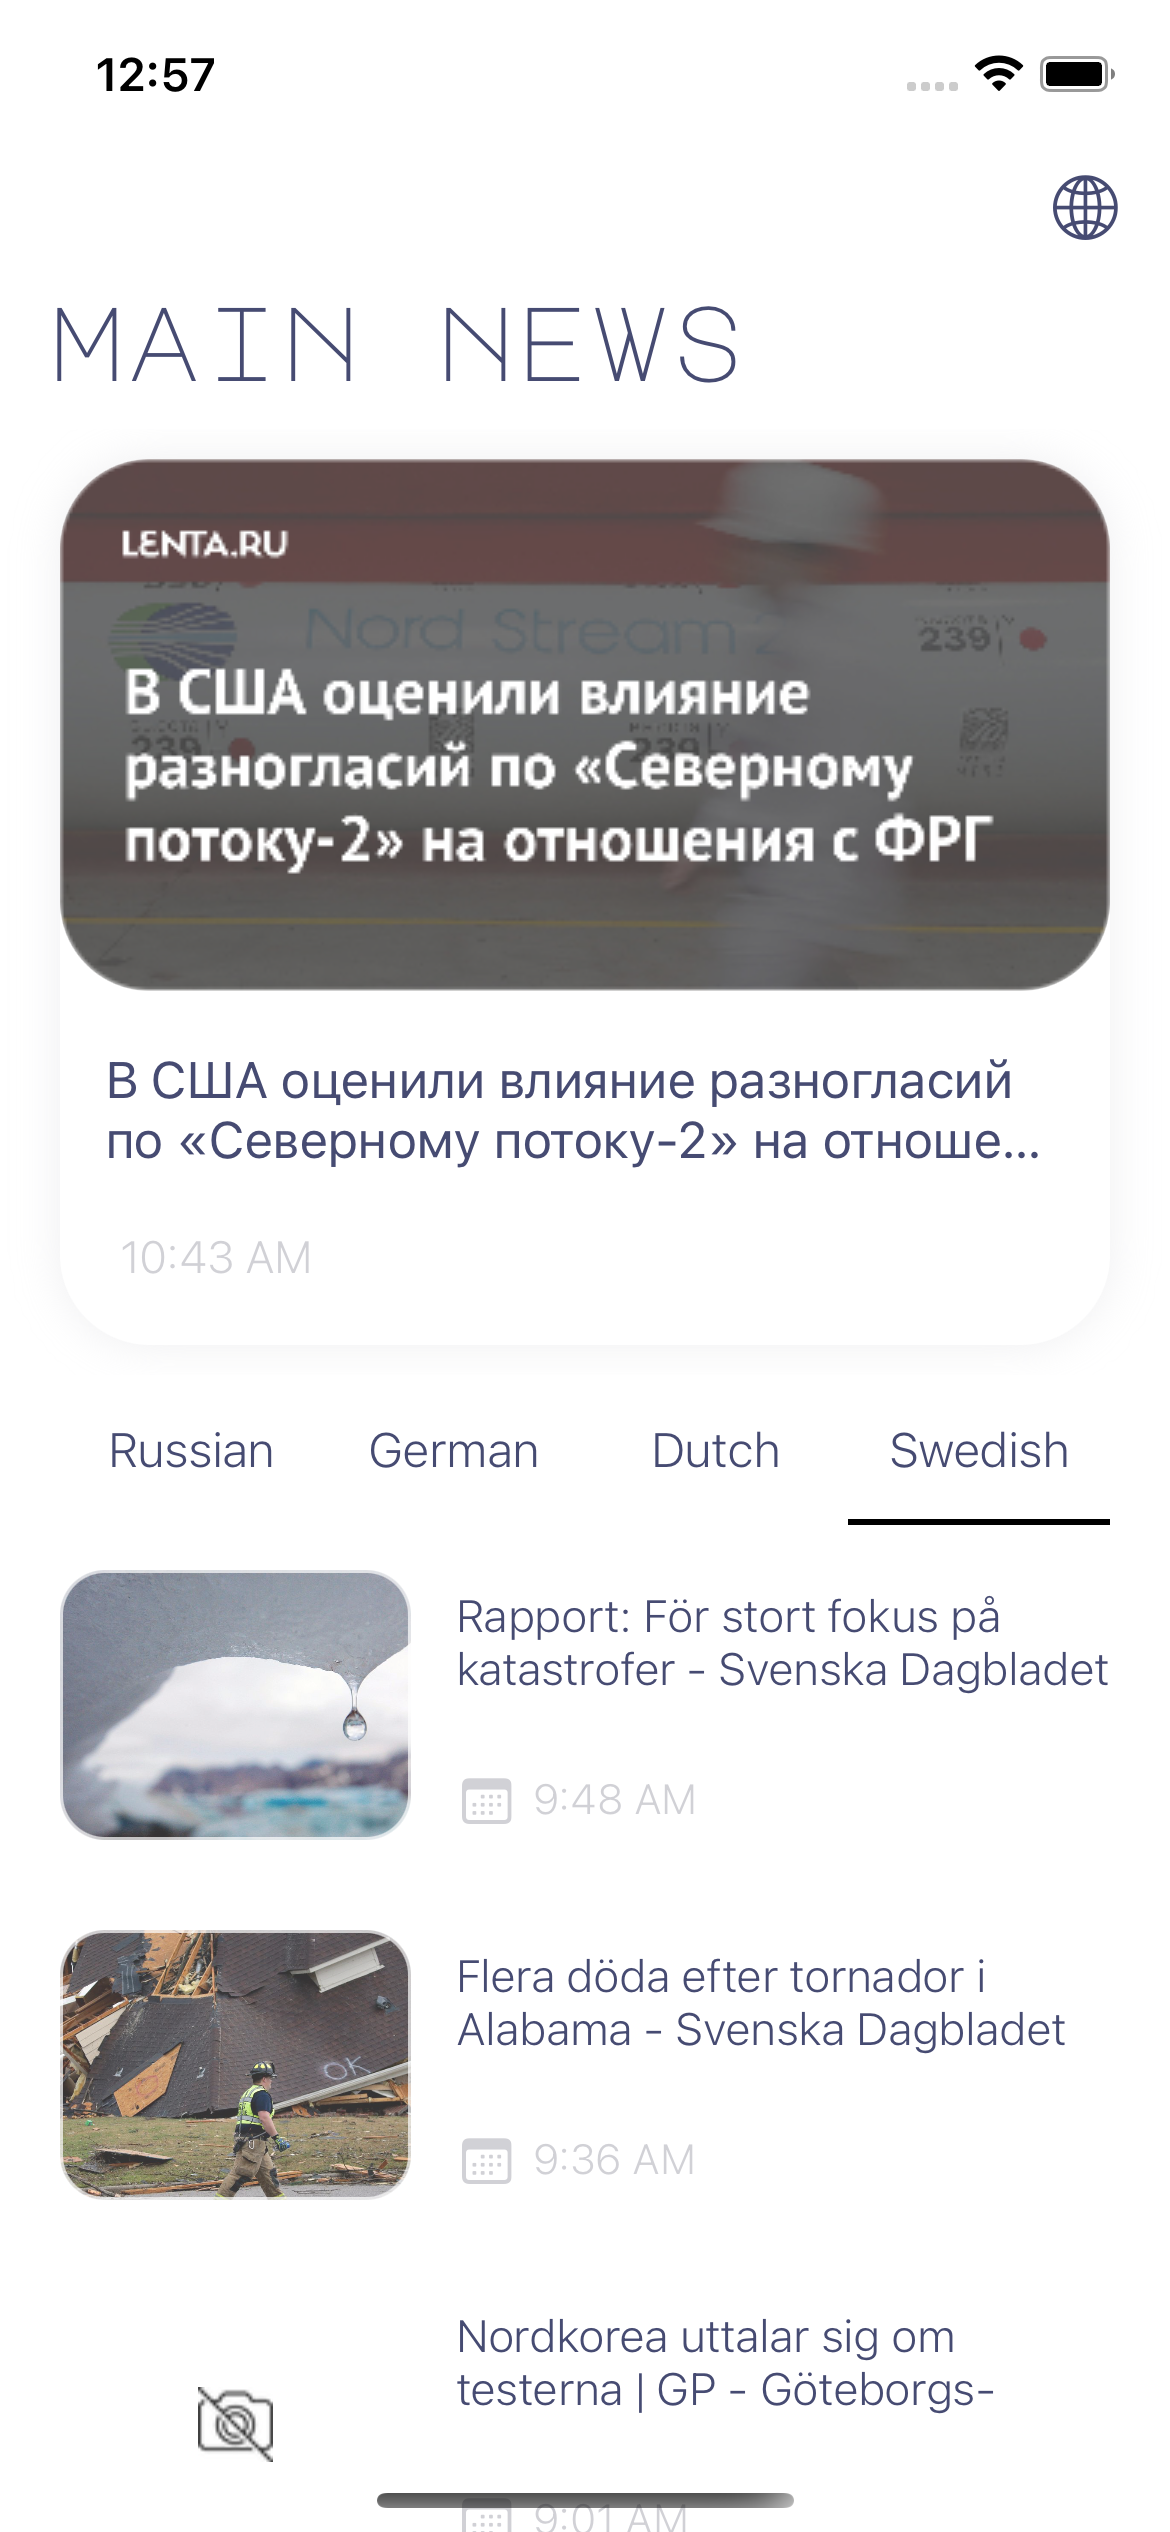 12:57
MAIN NEWS
LENTA.RU
Nord Stream 2
239
В США оценили влияние
239
239
разногласий по «Северному
потоку-2» на отношения с ФРГ
В США оценили влияние разногласий
по «Северному потоку-2» на отноше...
10:43 AM
Russian German Dutch Swedish
Rapport: För stort fokus på
katastrofer - Svenska Dagbladet
9:48 AM
Flera döda efter tornador i
Alabama - Svenska Dagbladet
OK
9:36 AM
Nordkorea uttalar sig om
testerna | GP - Göteborgs-
9:01 AM